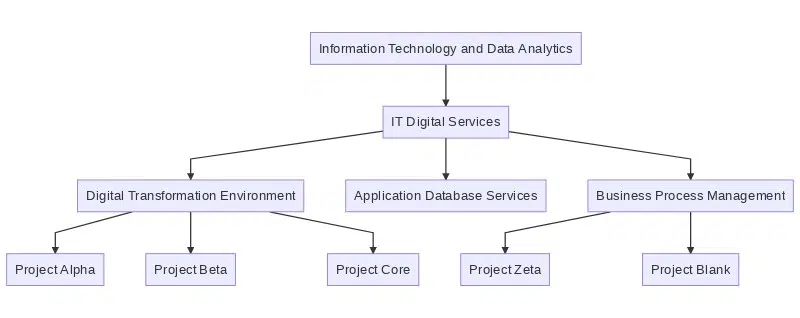 Information Technology and Data Analytics
IT Digital Services
Digital Transformation Environment
Application Database Services
Business Process Management
Project Alpha
Project Beta
Project Core
Project Zeta
Project Blank